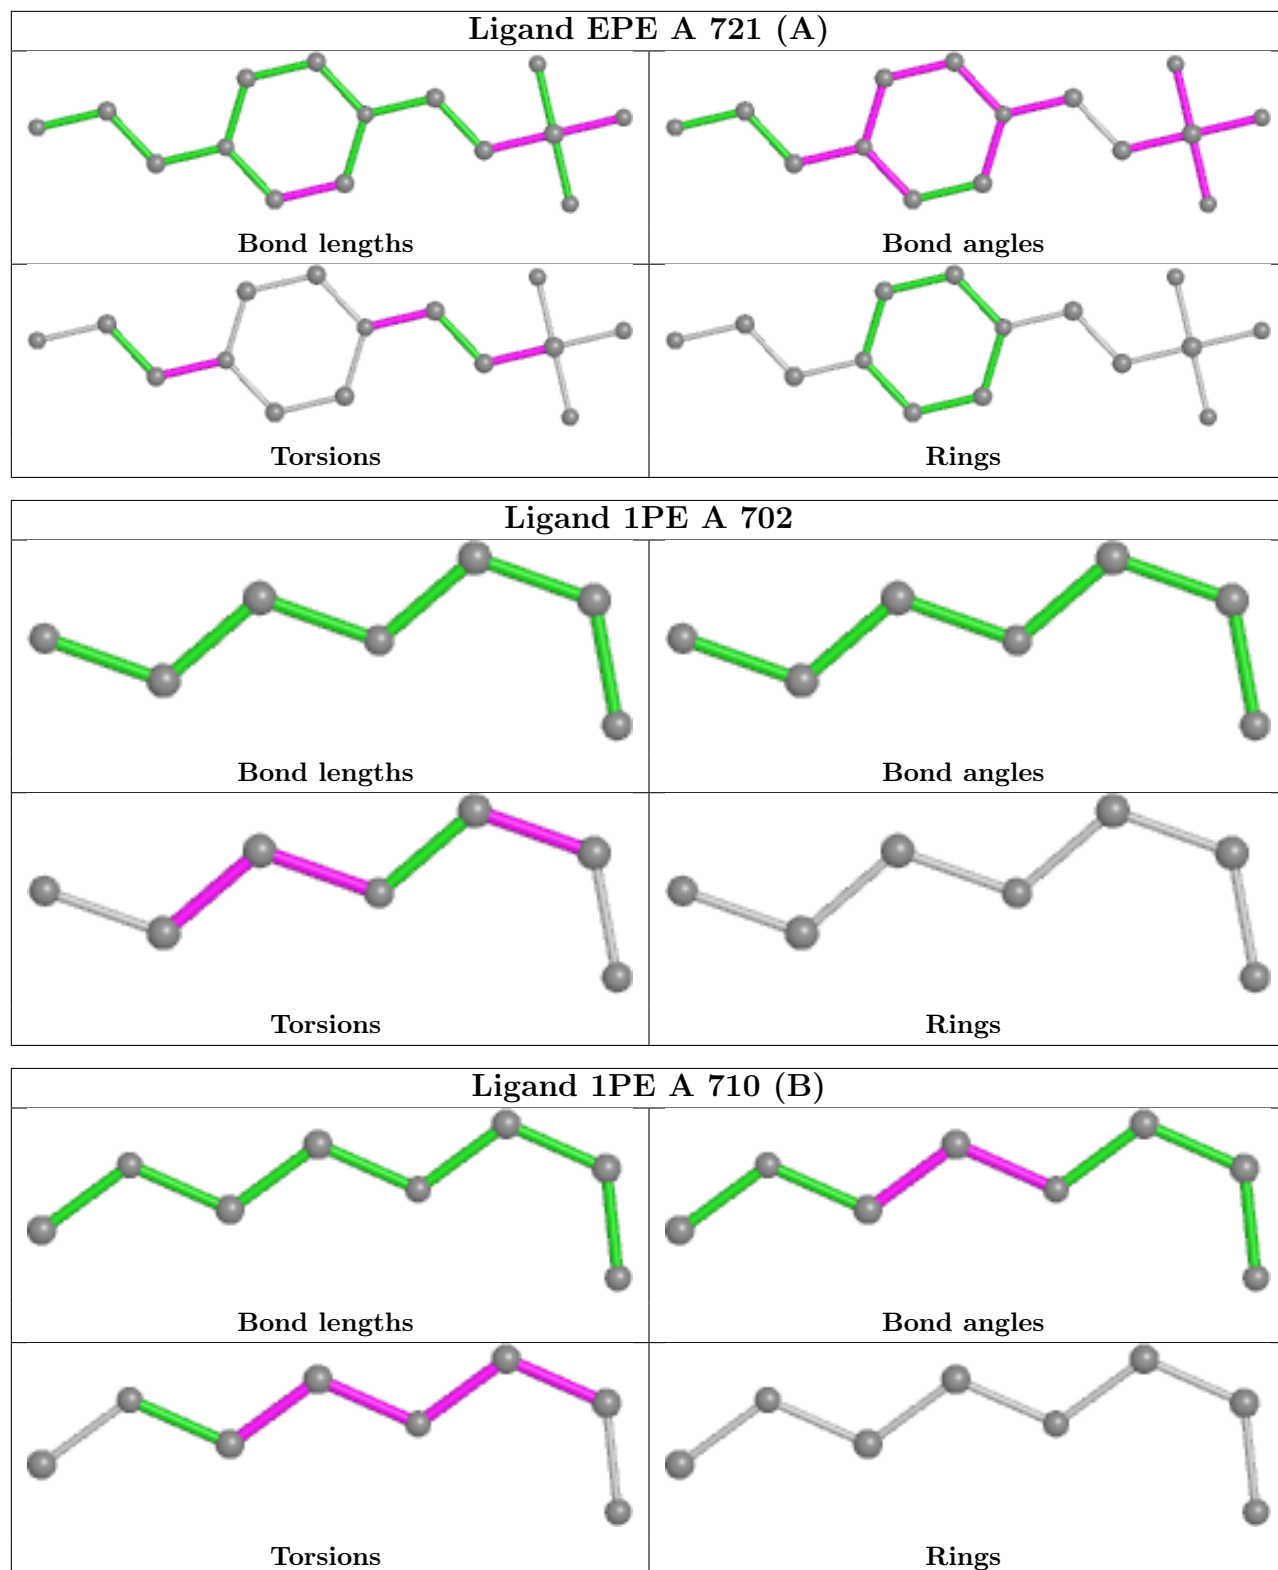 Ligand EPE A 721 (A)
Bond lengths
Bond angles
Torsions
Rings
Ligand 1PE A 702
Bond lengths
Bond angles
Torsions
Rings
Ligand 1PE A 710 (B)
Bond lengths
Bond angles
Torsions
Rings